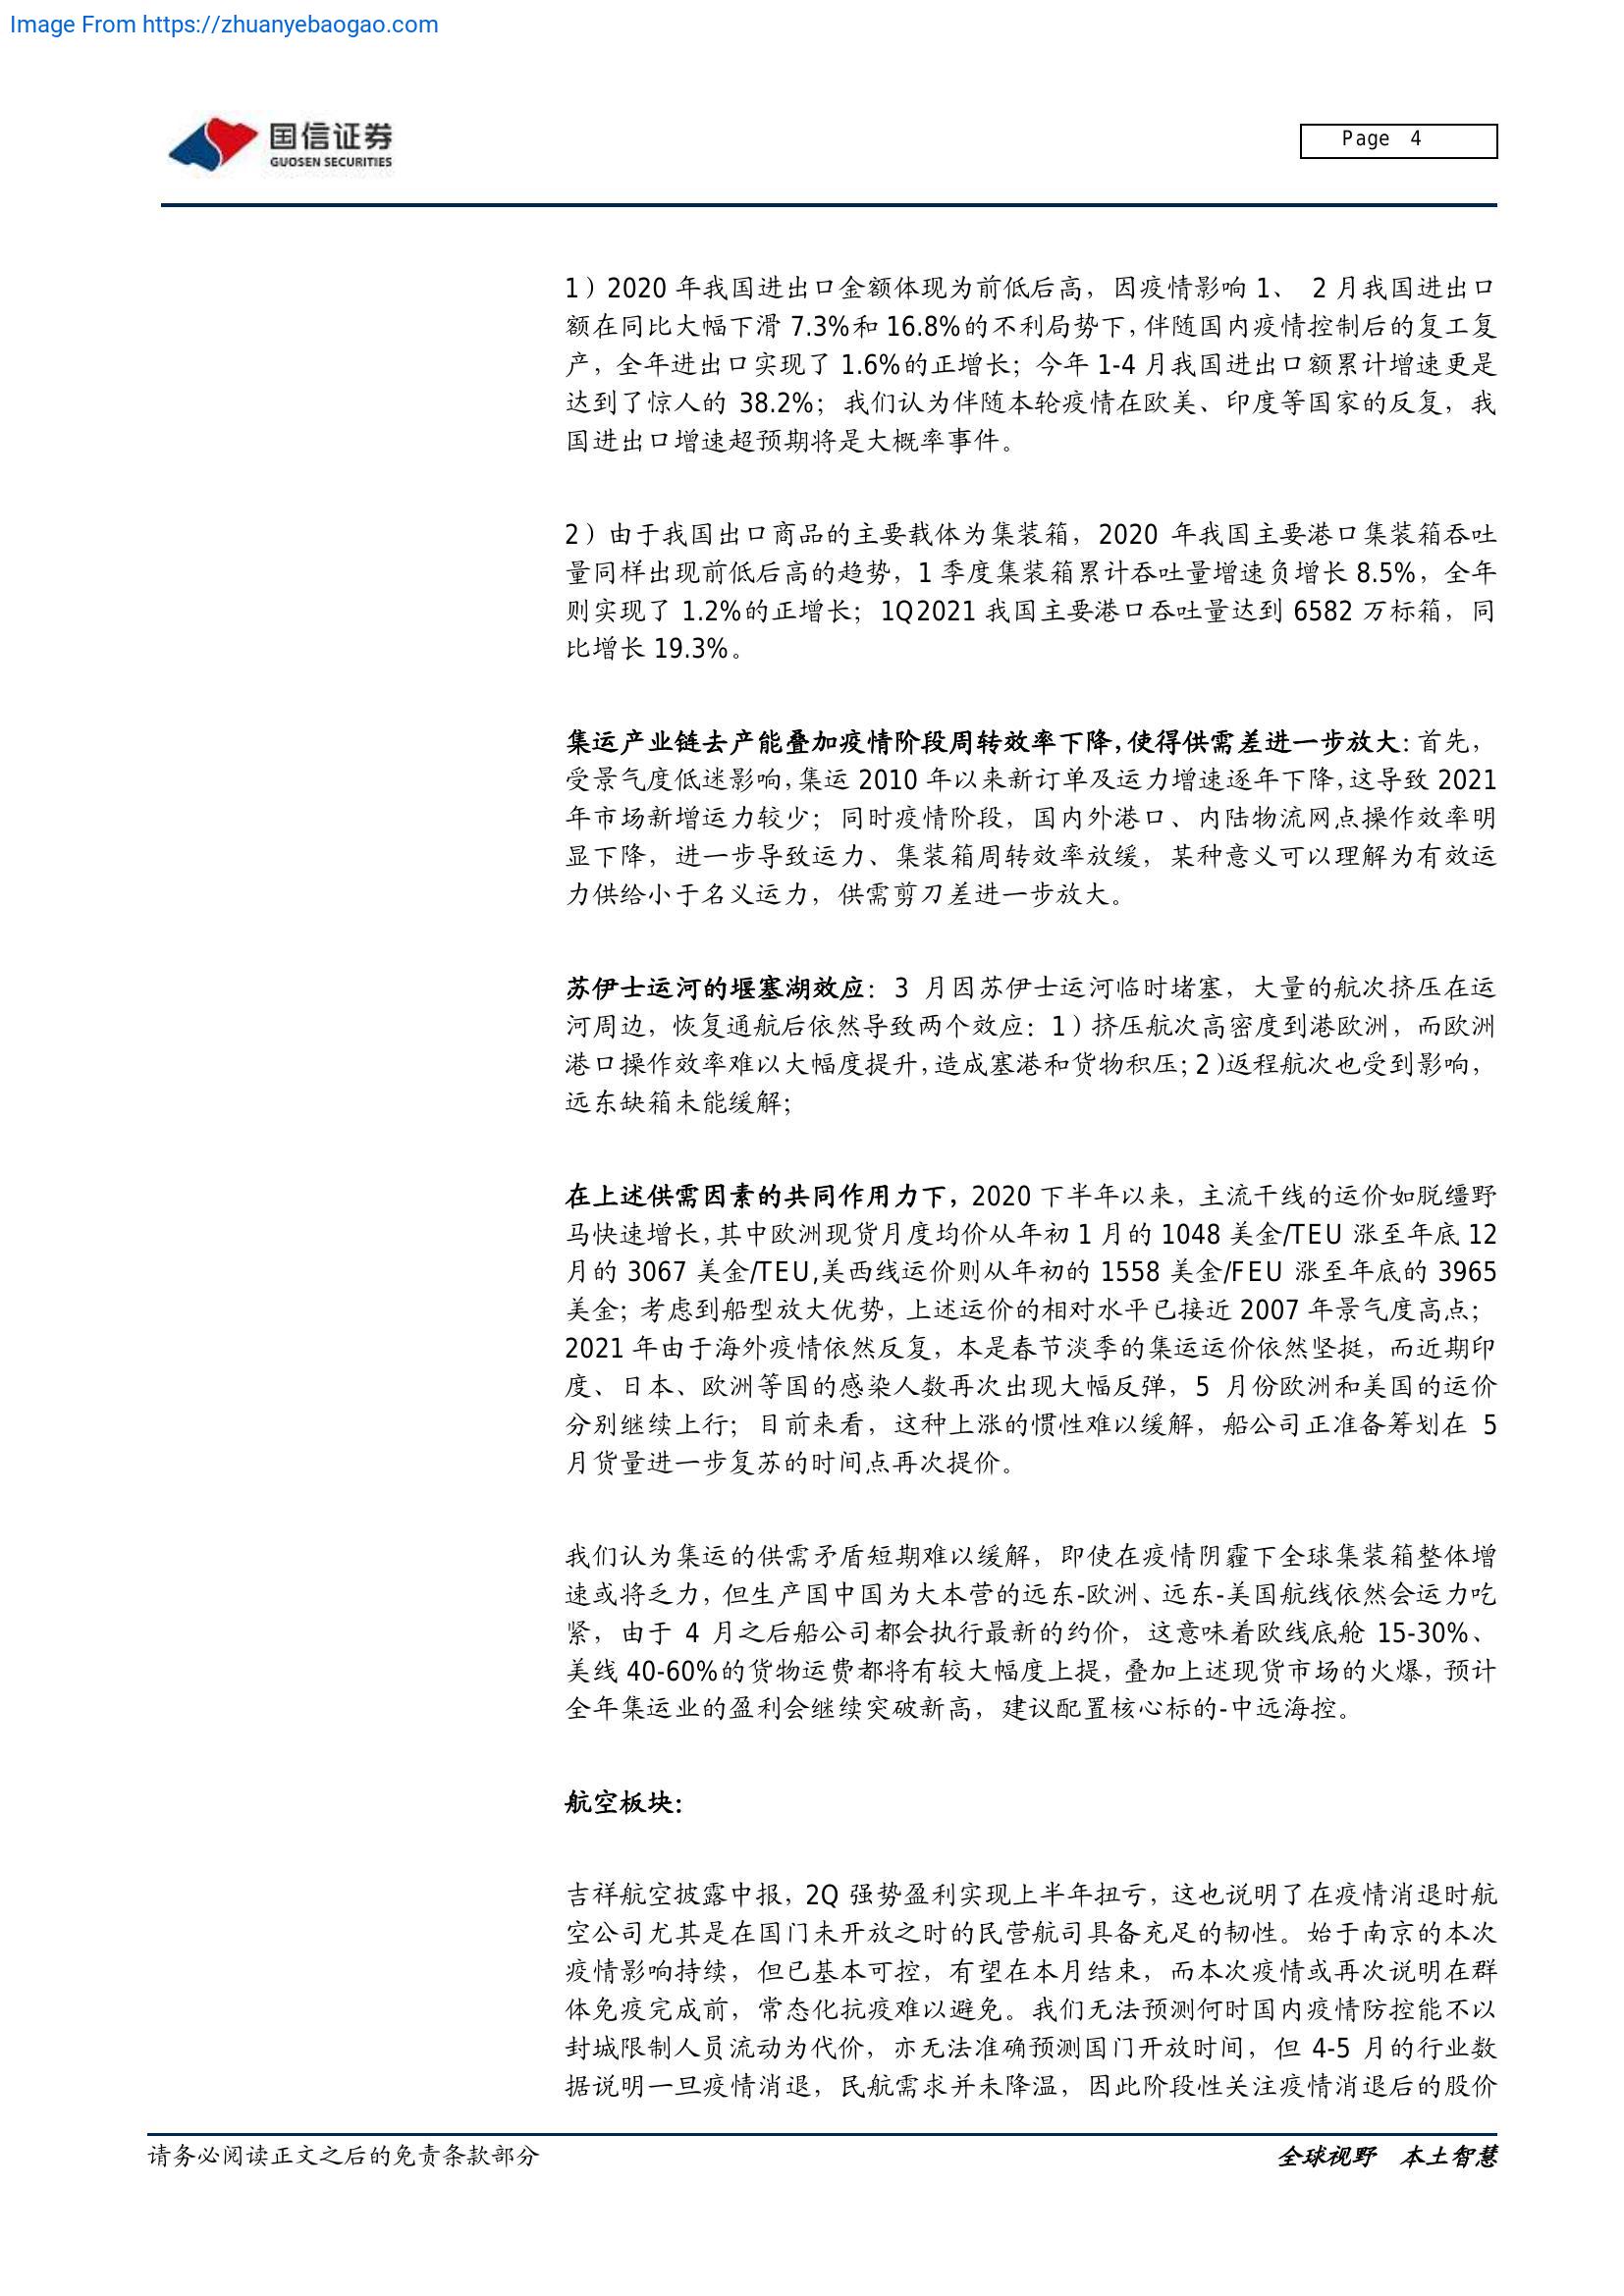 Image From https://zhuanyebaogao.com
国信证券
GUOSEN SECURITIES
Page 4
1）2020 年我国进出口金额体现为前低后高，因疫情影响 1、 2 月我国进出口
额在同比大幅下滑 7.3%和 16.8%的不利局势下，伴随国内疫情控制后的复工复
产，全年进出口实现了 1.6%的正增长；今年 1-4 月我国进出口额累计增速更是
达到了惊人的 38.2%；我们认为伴随本轮疫情在欧美、印度等国家的反复，我
国进出口增速超预期将是大概率事件。
2）由于我国出口商品的主要载体为集装箱，2020 年我国主要港口集装箱吞吐
量同样出现前低后高的趋势，1 季度集装箱累计吞吐量增速负增长 8.5%，全年
则实现了 1.2%的正增长；1Q2021 我国主要港口吞吐量达到 6582 万标箱，同
比增长 19.3%。
集运产业链去产能叠加疫情阶段周转效率下降，使得供需差进一步放大：首先，
受景气度低迷影响，集运 2010 年以来新订单及运力增速逐年下降，这导致 2021
年市场新增运力较少；同时疫情阶段，国内外港口、内陆物流网点操作效率明
显下降，进一步导致运力、集装箱周转效率放缓，某种意义可以理解为有效运
力供给小于名义运力，供需剪刀差进一步放大。
苏伊士运河的堰塞湖效应：3 月因苏伊士运河临时堵塞，大量的航次挤压在运
河周边，恢复通航后依然导致两个效应：1）挤压航次高密度到港欧洲，而欧洲
港口操作效率难以大幅度提升，造成塞港和货物积压；2）返程航次也受到影响，
远东缺箱未能缓解；
在上述供需因素的共同作用力下，2020 下半年以来，主流干线的运价如脱缰野
马快速增长，其中欧洲现货月度均价从年初 1 月的 1048 美金/TEU 涨至年底 12
月的 3067 美金/TEU,美西线运价则从年初的 1558 美金/FEU 涨至年底的 3965
美金；考虑到船型放大优势，上述运价的相对水平已接近 2007 年景气度高点；
2021 年由于海外疫情依然反复，本是春节淡季的集运运价依然坚挺，而近期印
度、日本、欧洲等国的感染人数再次出现大幅反弹，5 月份欧洲和美国的运价
分别继续上行；目前来看，这种上涨的惯性难以缓解，船公司正准备筹划在 5
月货量进一步复苏的时间点再次提价。
我们认为集运的供需矛盾短期难以缓解，即使在疫情阴霾下全球集装箱整体增
速或将乏力，但生产国中国为大本营的远东-欧洲、远东-美国航线依然会运力吃
紧，由于 4 月之后船公司都会执行最新的约价，这意味着欧线底舱 15-30%、
美线 40-60%的货物运费都将有较大幅度上提，叠加上述现货市场的火爆，预计
全年集运业的盈利会继续突破新高，建议配置核心标的-中远海控。
航空板块：
吉祥航空披露中报，2Q 强势盈利实现上半年扭亏，这也说明了在疫情消退时航
空公司尤其是在国门未开放之时的民营航司具备充足的韧性。始于南京的本次
疫情影响持续，但已基本可控，有望在本月结束，而本次疫情或再次说明在群
体免疫完成前，常态化抗疫难以避免。我们无法预测何时国内疫情防控能不以
封城限制人员流动为代价，亦无法准确预测国门开放时间，但 4-5 月的行业数
据说明一旦疫情消退，民航需求并未降温，因此阶段性关注疫情消退后的股价
请务必阅读正文之后的免责条款部分
全球视野 本土智慧